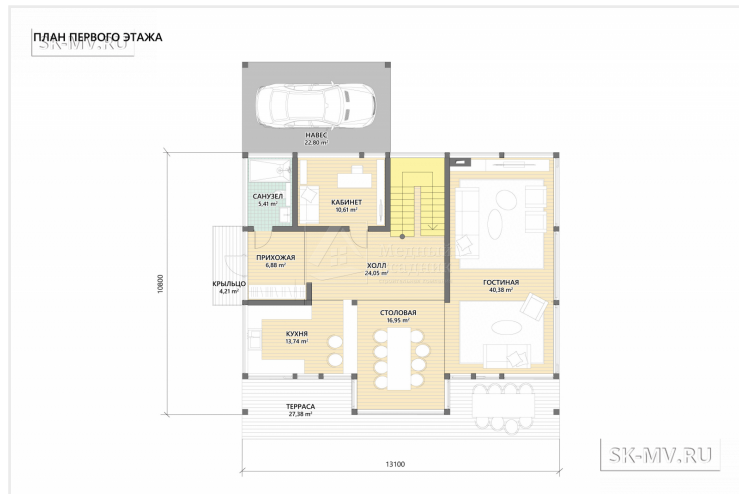 ПЛАН ПЕРВОГО ЭТАЖА
SK-MV.RU
НАВЕС
22.80 m²
САНУЗЕЛ
5,41 m²
КАБИНЕТ
10,61 m²
ПРИХОЖАЯ
6,88 m²
ХОЛЛ
24,05 m²
КРЫЛЬЦО
4,21 m²
ГОСТИНАЯ
40,38 m²
10800
КУХНЯ
13,74 m²
СТОЛОВАЯ
16,95 m²
ТЕРРАСА
27,38 m²
13100
SK-MV.RU